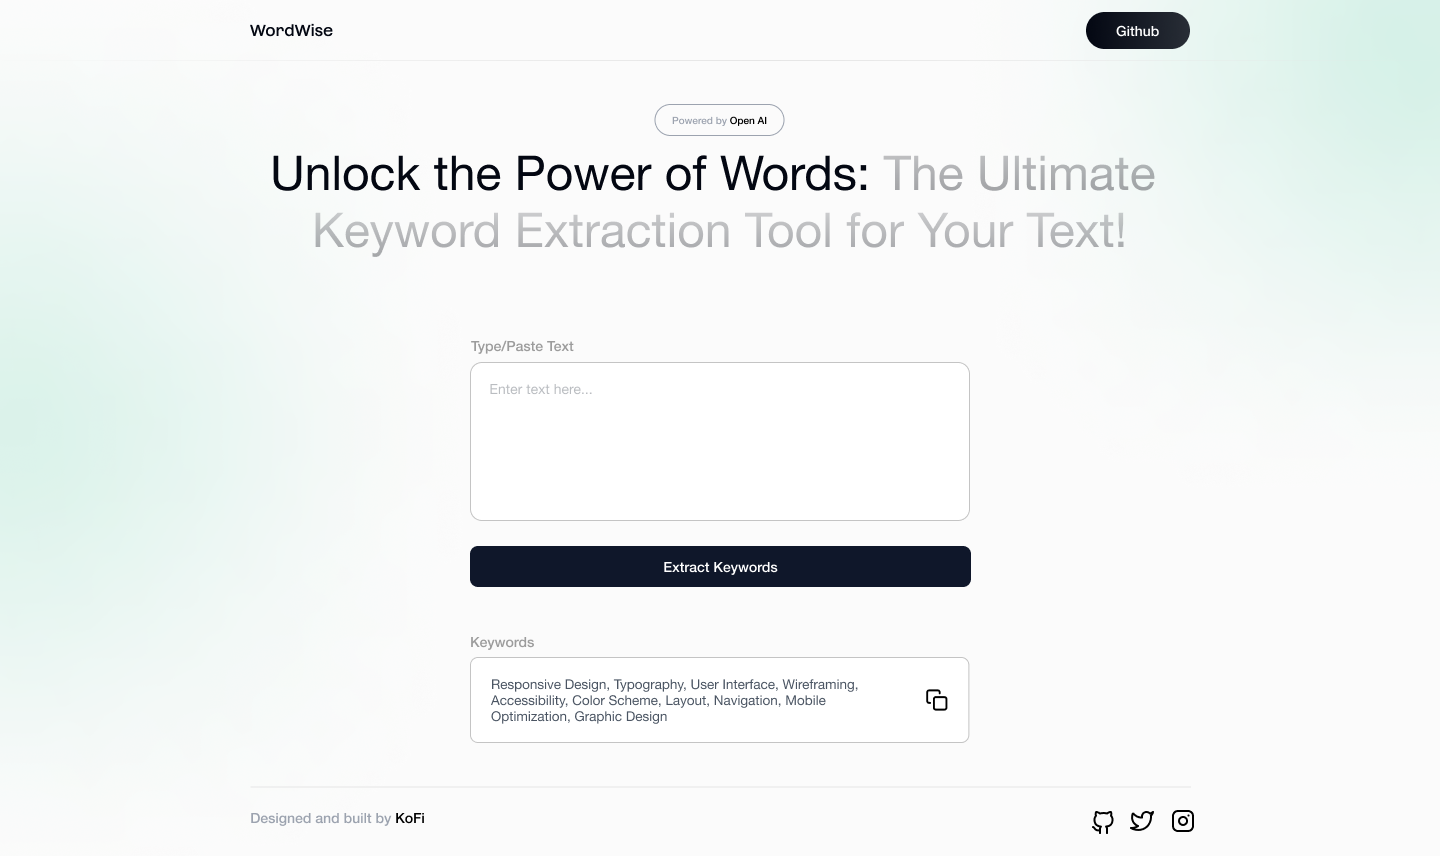 WordWise
Github
Powered by Open AI
Unlock the Power of Words: The Ultimate
Keyword Extraction Tool for Your Text!
Type/Paste Text
Enter text here...
Extract Keywords
Keywords
Responsive Design, Typography, User Interface, Wireframing,
Accessibility, Color Scheme, Layout, Navigation, Mobile
Optimization, Graphic Design
Designed and built by KoFi